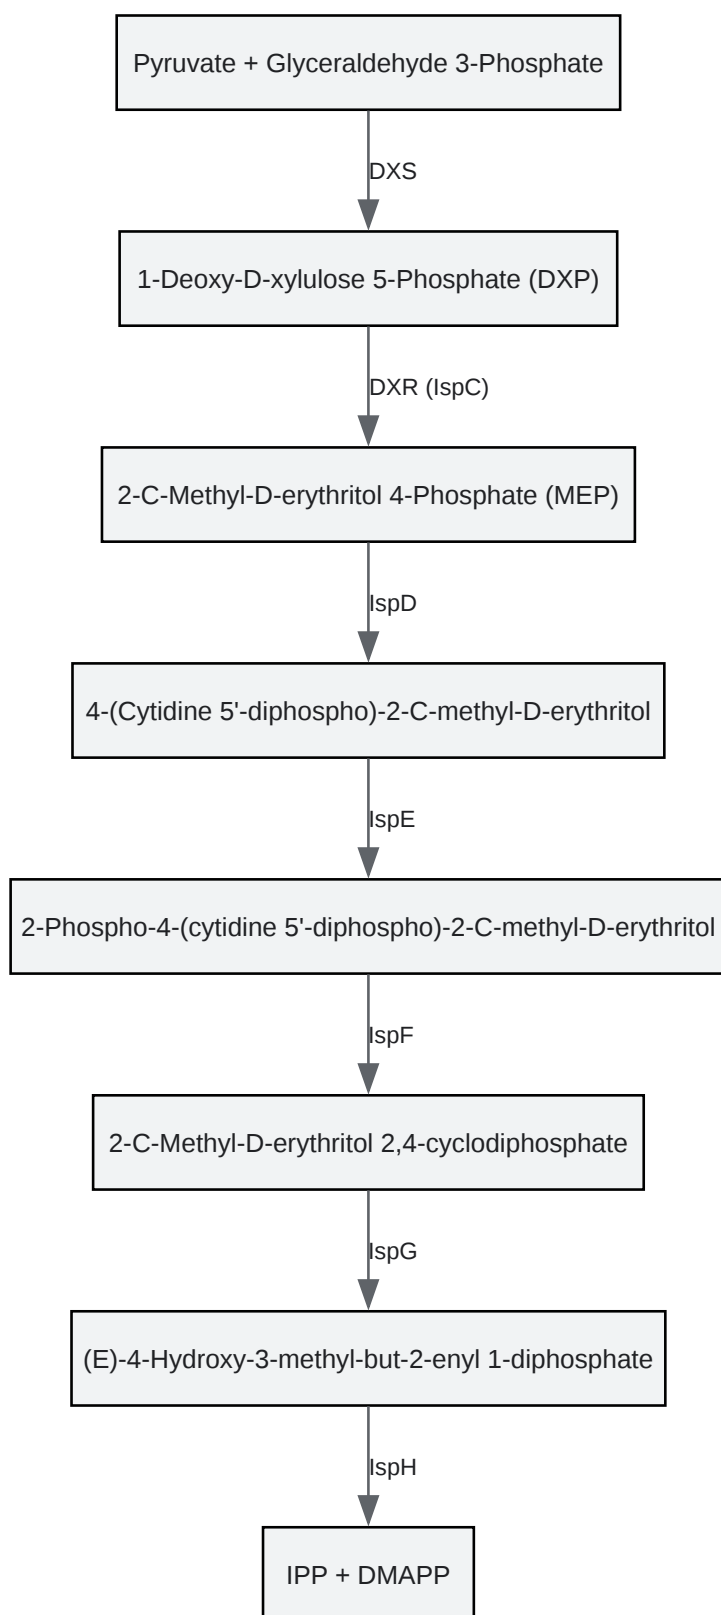 Pyruvate + Glyceraldehyde 3-Phosphate
DXS
1-Deoxy-D-xylulose 5-Phosphate (DXP)
DXR (IspC)
2-C-Methyl-D-erythritol 4-Phosphate (MEP)
IspD
4-(Cytidine 5'-diphospho)-2-C-methyl-D-erythritol
IspE
2-Phospho-4-(cytidine 5'-diphospho)-2-C-methyl-D-erythritol
IspF
2-C-Methyl-D-erythritol 2,4-cyclodiphosphate
IspG
(E)-4-Hydroxy-3-methyl-but-2-enyl 1-diphosphate
IspH
IPP + DMAPP